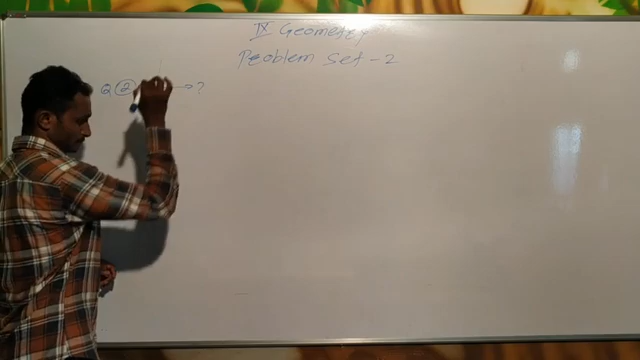 IX Geometry
Problem Set - 2
Q ② → ?